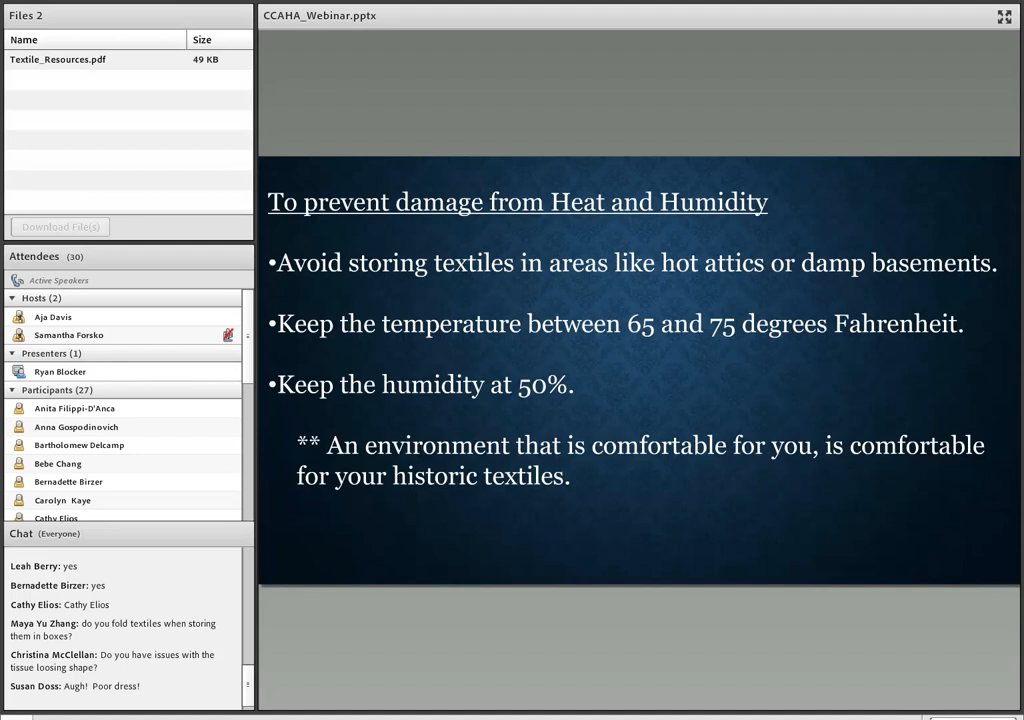 Files 2
Name Size
Textile_Resources.pdf 49 KB
Download File(s)
Attendees (30)
Active Speakers
Hosts (2)
Aja Davis
Samantha Forsko
Presenters (1)
Ryan Blocker
Participants (27)
Anita Filippi-D'Anca
Anna Gospodinovich
Bartholomew Delcamp
Bebe Chang
Bernadette Birzer
Carolyn Kaye
Cathy Elios
Chat (Everyone)
Leah Berry: yes
Bernadette Birzer: yes
Cathy Elios: Cathy Elios
Maya Yu Zhang: do you fold textiles when storing
them in boxes?
Christina McClellan: Do you have issues with the
tissue loosing shape?
Susan Doss: Augh! Poor dress!
CCAHA_Webinar.pptx
To prevent damage from Heat and Humidity
•Avoid storing textiles in areas like hot attics or damp basements.
•Keep the temperature between 65 and 75 degrees Fahrenheit.
•Keep the humidity at 50%.
** An environment that is comfortable for you, is comfortable
for your historic textiles.